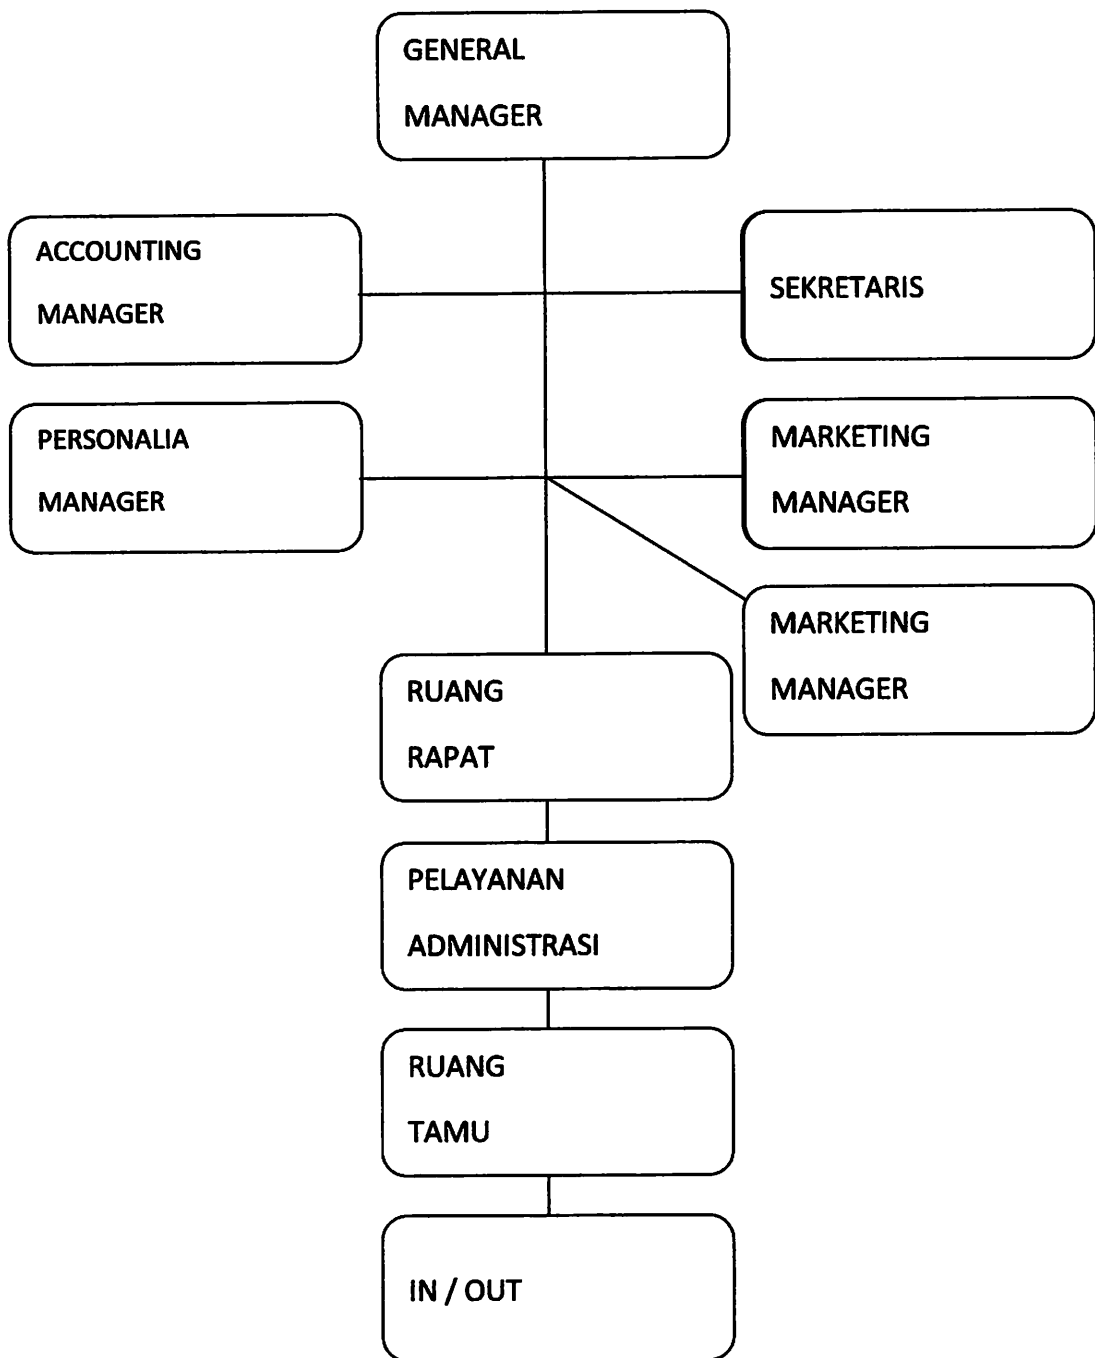 GENERAL
MANAGER
ACCOUNTING
MANAGER
SEKRETARIS
PERSONALIA
MANAGER
MARKETING
MANAGER
MARKETING
MANAGER
RUANG
RAPAT
PELAYANAN
ADMINISTRASI
RUANG
TAMU
IN / OUT